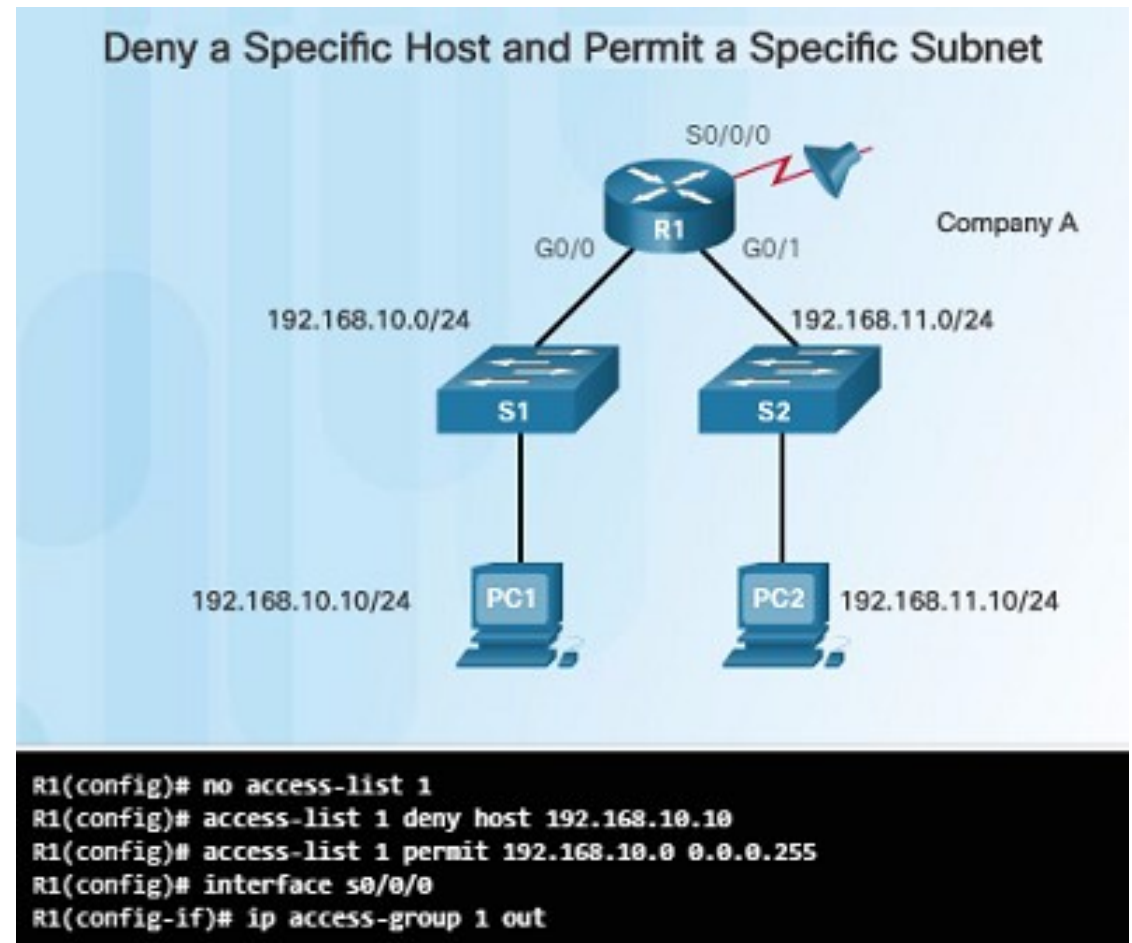 Deny a Specific Host and Permit a Specific Subnet
S0/0/0
R1
Company A
G0/0
G0/1
192.168.10.0/24
192.168.11.0/24
S1
S2
192.168.10.10/24
PC1
PC2
192.168.11.10/24
R1(config)# no access-list 1
R1(config)# access-list 1 deny host 192.168.10.10
R1(config)# access-list 1 permit 192.168.10.0 0.0.0.255
R1(config)# interface s0/0/0
R1(config-if)# ip access-group 1 out